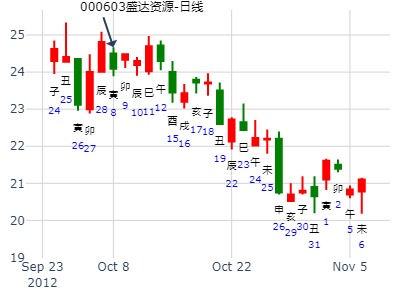 000603盛达资源-日线
25
24
23
22
21
20
19
子
24
丑
25
寅
26
卯
27
辰
28
寅
8
卯
9
辰
10
巳
11
午
12
酉
15
戌
16
亥
17
子
18
丑
19
辰
22
巳
23
午
24
未
25
申
26
亥
29
子
30
丑
31
寅
1
卯
2
午
5
未
6
Sep 23
2012
Oct 8
Oct 22
Nov 5